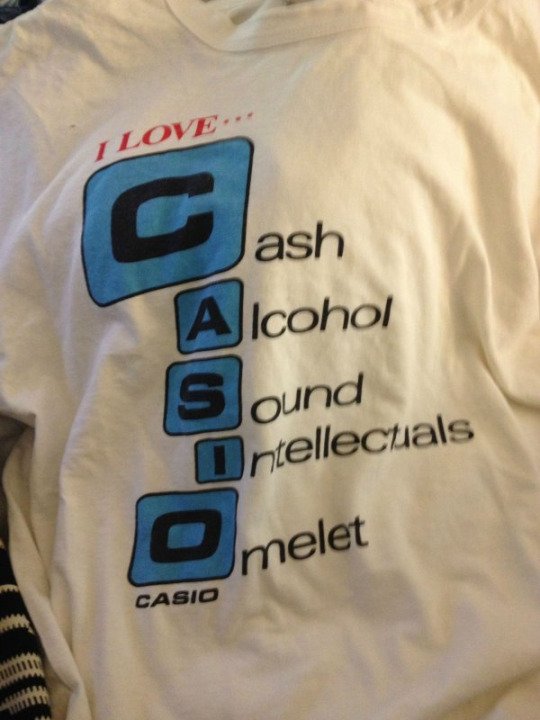 I LOVE...
Cash
Alcohol
Sound
Intellectuals
Omelet
CASIO